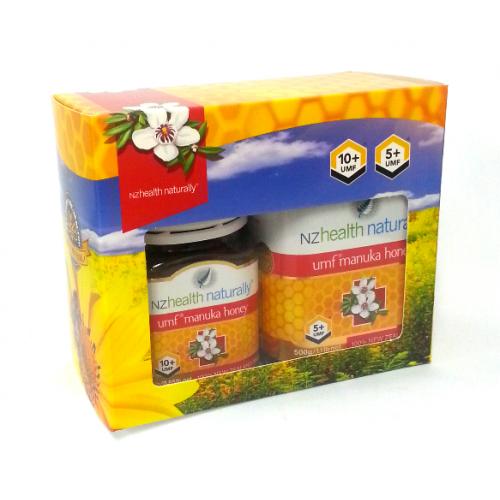 NZhealth naturally®
10+
UMF
5+
UMF
NZhealth naturally®
umf® manuka honey
10+
UMF
NZhealth natura
umf® manuka hone
5+
UMF
500g
100% NEW